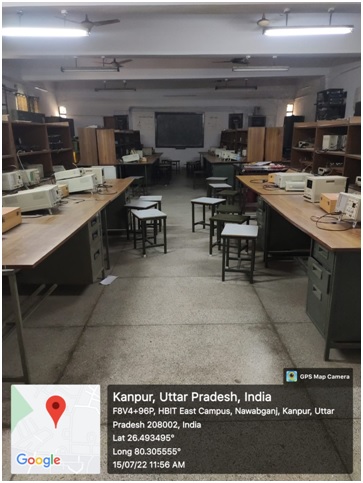 GPS Map Camera
Kanpur, Uttar Pradesh, India
F8V4+96P, HBIT East Campus, Nawabganj, Kanpur, Uttar
Pradesh 208002, India
Lat 26.493495°
Long 80.305555°
15/07/22 11:56 AM
Google